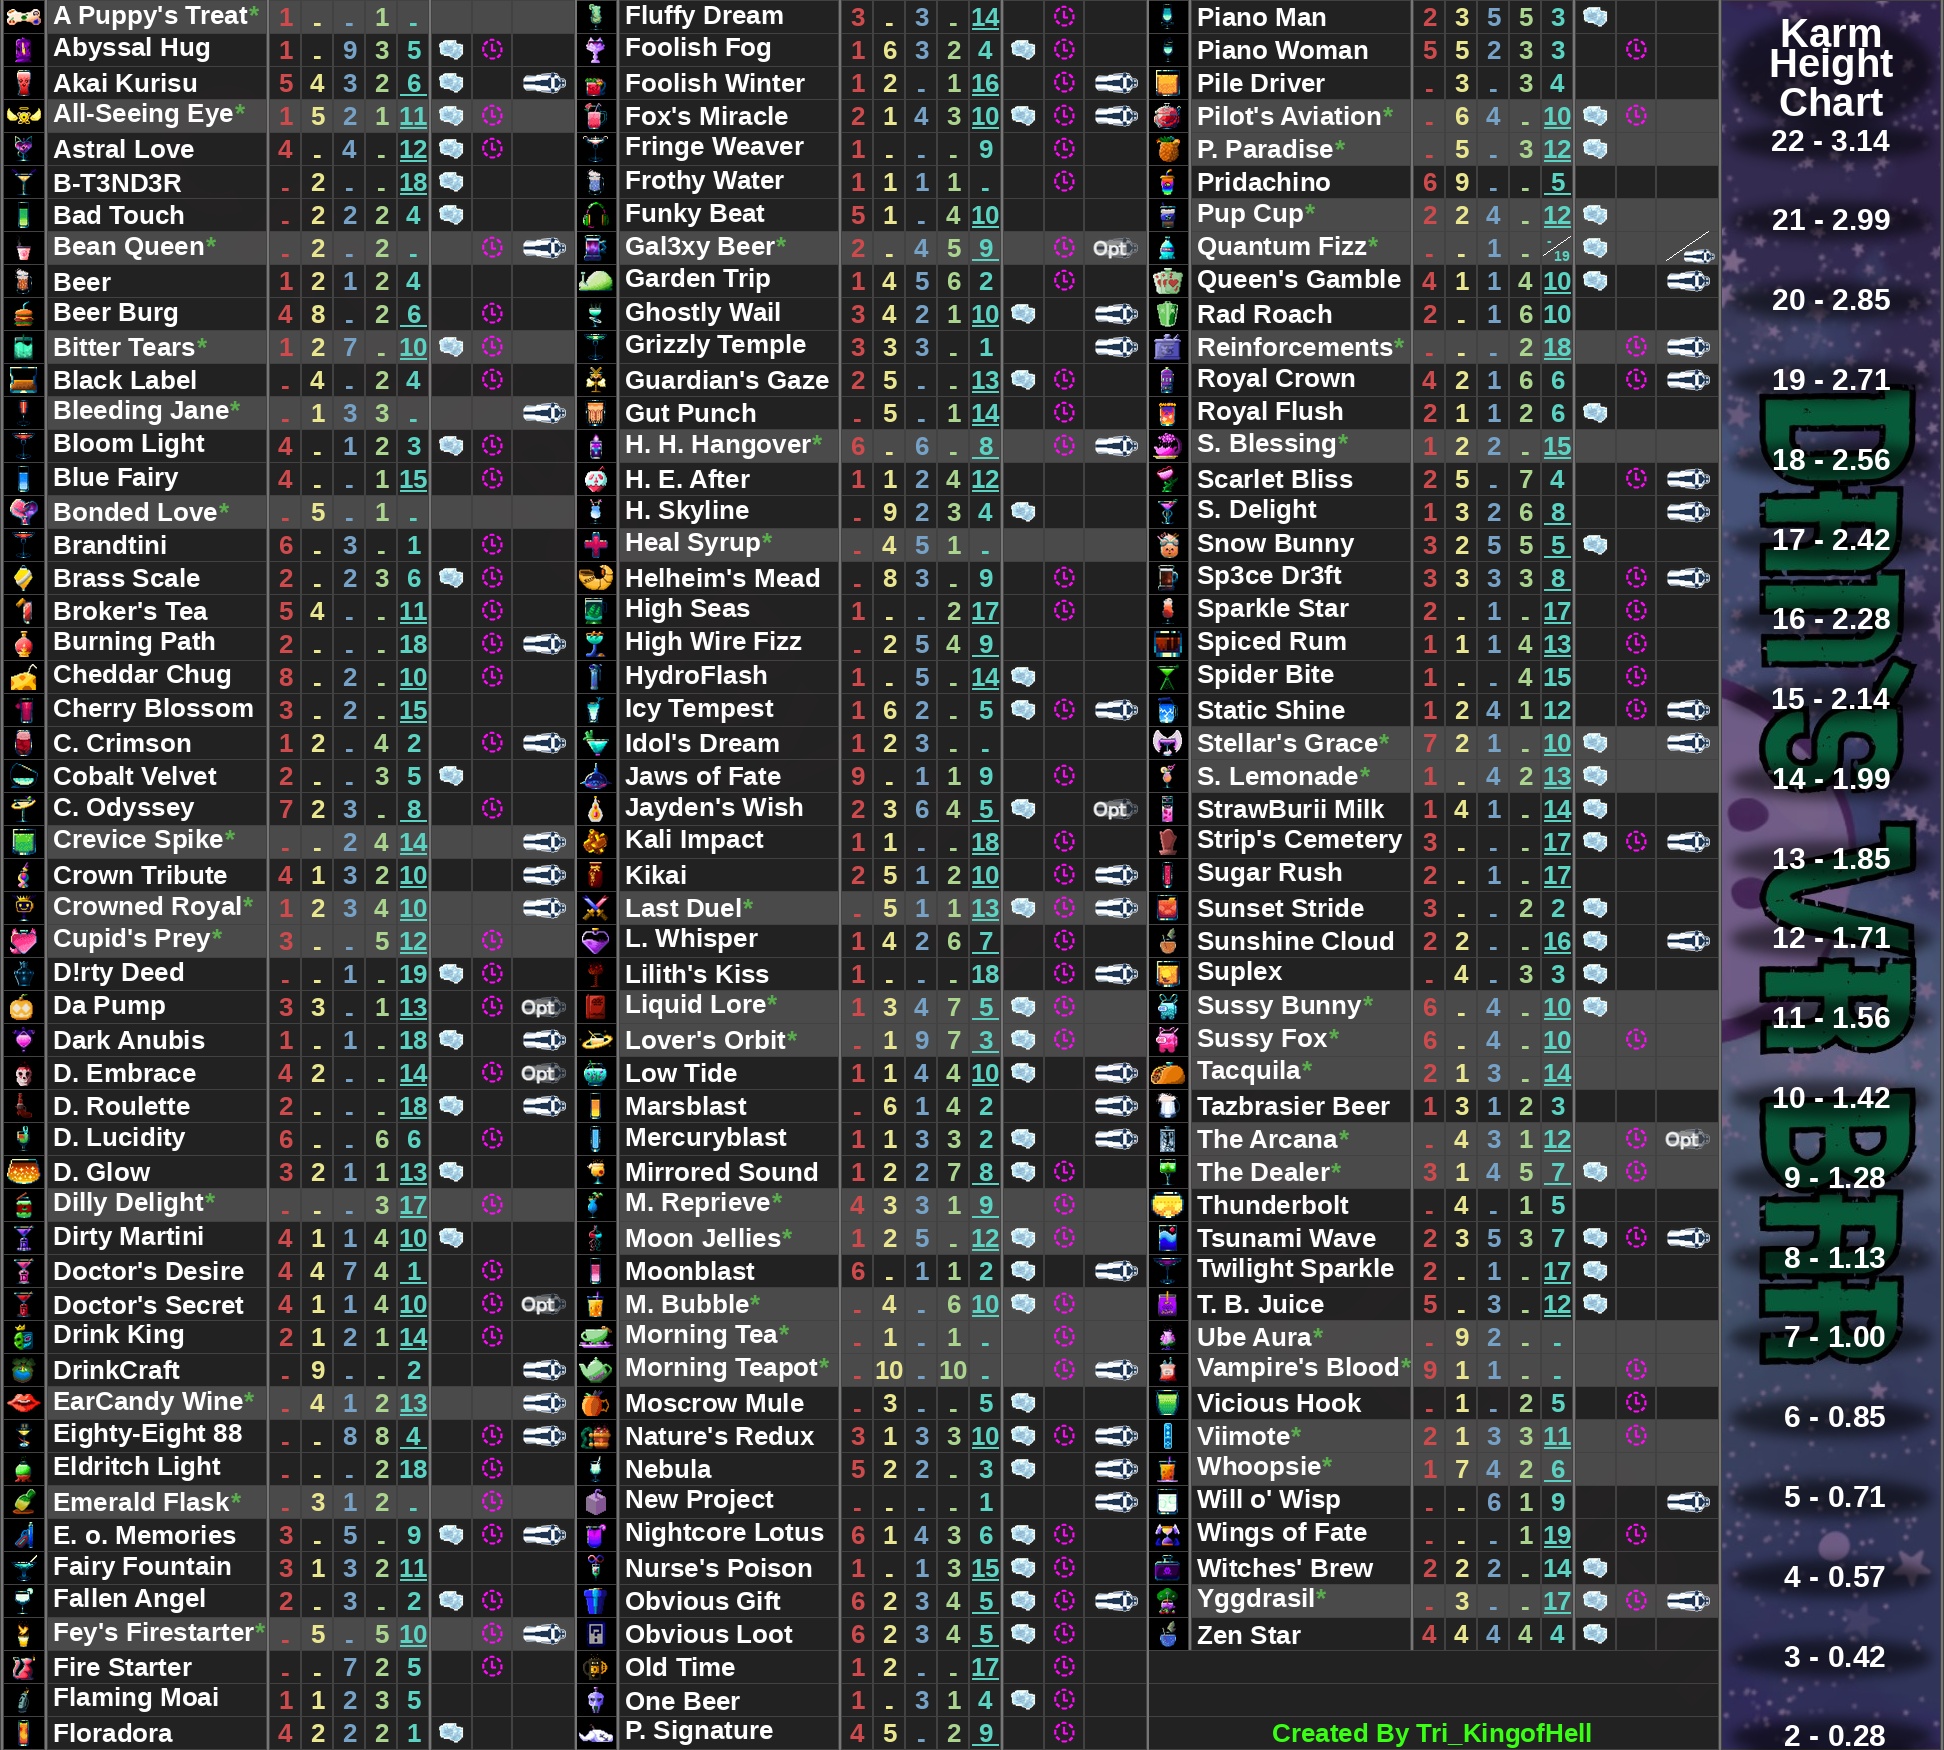 A Puppy's Treat* 1 - - 1 -
Abyssal Hug 1 - 9 3 5
Akai Kurisu 5 4 3 2 6
All-Seeing Eye* 1 5 2 1 11
Astral Love 4 - 4 - 12
B-T3ND3R - 2 - - 18
Bad Touch - 2 2 2 4
Bean Queen* - 2 - 2 -
Beer 1 2 1 2 4
Beer Burg 4 8 - 2 6
Bitter Tears* 1 2 7 - 10
Black Label - 4 - 2 4
Bleeding Jane* - 1 3 3 -
Bloom Light 4 - 1 2 3
Blue Fairy 4 - - 1 15
Bonded Love* - 5 - 1 -
Brandtini 6 - 3 - 1
Brass Scale 2 - 2 3 6
Broker's Tea 5 4 - - 11
Burning Path 2 - - - 18
Cheddar Chug 8 - 2 - 10
Cherry Blossom 3 - 2 - 15
C. Crimson 1 2 - 4 2
Cobalt Velvet 2 - - 3 5
C. Odyssey 7 2 3 - 8
Crevice Spike* - - 2 4 14
Crown Tribute 4 1 3 2 10
Crowned Royal* 1 2 3 4 10
Cupid's Prey* 3 - - 5 12
D!rty Deed - - 1 - 19
Da Pump 3 3 - 1 13 Opt
Dark Anubis 1 - 1 - 18
D. Embrace 4 2 - - 14 Opt
D. Roulette 2 - - - 18
D. Lucidity 6 - - 6 6
D. Glow 3 2 1 1 13
Dilly Delight* - - - 3 17
Dirty Martini 4 1 1 4 10
Doctor's Desire 4 4 7 4 1
Doctor's Secret 4 1 1 4 10 Opt
Drink King 2 1 2 1 14
DrinkCraft - 9 - - 2
EarCandy Wine* - 4 1 2 13
Eighty-Eight 88 - - 8 8 4
Eldritch Light - - - 2 18
Emerald Flask* - 3 1 2 -
E. o. Memories 3 - 5 - 9
Fairy Fountain 3 1 3 2 11
Fallen Angel 2 - 3 - 2
Fey's Firestarter* - 5 - 5 10
Fire Starter - - 7 2 5
Flaming Moai 1 1 2 3 5
Floradora 4 2 2 2 1
Fluffy Dream 3 - 3 - 14
Foolish Fog 1 6 3 2 4
Foolish Winter 1 2 - 1 16
Fox's Miracle 2 1 4 3 10
Fringe Weaver 1 - - - 9
Frothy Water 1 1 1 1 -
Funky Beat 5 1 - 4 10
Gal3xy Beer* 2 - 4 5 9 Opt
Garden Trip 1 4 5 6 2
Ghostly Wail 3 4 2 1 10
Grizzly Temple 3 3 3 - 1
Guardian's Gaze 2 5 - - 13
Gut Punch - 5 - 1 14
H. H. Hangover* 6 - 6 - 8
H. E. After 1 1 2 4 12
H. Skyline - 9 2 3 4
Heal Syrup* - 4 5 1 -
Helheim's Mead - 8 3 - 9
High Seas 1 - - 2 17
High Wire Fizz - 2 5 4 9
HydroFlash 1 - 5 - 14
Icy Tempest 1 6 2 - 5
Idol's Dream 1 2 3 - -
Jaws of Fate 9 - 1 1 9
Jayden's Wish 2 3 6 4 5 Opt
Kali Impact 1 1 - - 18
Kikai 2 5 1 2 10
Last Duel* - 5 1 1 13
L. Whisper 1 4 2 6 7
Lilith's Kiss 1 - - - 18
Liquid Lore* 1 3 4 7 5
Lover's Orbit* - 1 9 7 3
Low Tide 1 1 4 4 10
Marsblast - 6 1 4 2
Mercuryblast 1 1 3 3 2
Mirrored Sound 1 2 2 7 8
M. Reprieve* 4 3 3 1 9
Moon Jellies* 1 2 5 - 12
Moonblast 6 - 1 1 2
M. Bubble* - 4 - 6 10
Morning Tea* - 1 - 1 -
Morning Teapot* - 10 - 10 -
Moscrow Mule - 3 - - 5
Nature's Redux 3 1 3 3 10
Nebula 5 2 2 - 3
New Project - - - - 1
Nightcore Lotus 6 1 4 3 6
Nurse's Poison 1 - 1 3 15
Obvious Gift 6 2 3 4 5
Obvious Loot 6 2 3 4 5
Old Time 1 2 - - 17
One Beer 1 - 3 1 4
P. Signature 4 5 - 2 9
Piano Man 2 3 5 5 3
Piano Woman 5 5 2 3 3
Pile Driver - 3 - 3 4
Pilot's Aviation* - 6 4 - 10
P. Paradise* - 5 - 3 12
Pridachino 6 9 - - 5
Pup Cup* 2 2 4 - 12
Quantum Fizz* - - 1 - -/19
Queen's Gamble 4 1 1 4 10
Rad Roach 2 - 1 6 10
Reinforcements* - - - 2 18
Royal Crown 4 2 1 6 6
Royal Flush 2 1 1 2 6
S. Blessing* 1 2 2 - 15
Scarlet Bliss 2 5 - 7 4
S. Delight 1 3 2 6 8
Snow Bunny 3 2 5 5 5
Sp3ce Dr3ft 3 3 3 3 8
Sparkle Star 2 - 1 - 17
Spiced Rum 1 1 1 4 13
Spider Bite 1 - - 4 15
Static Shine 1 2 4 1 12
Stellar's Grace* 7 2 1 - 10
S. Lemonade* 1 - 4 2 13
StrawBurii Milk 1 4 1 - 14
Strip's Cemetery 3 - - - 17
Sugar Rush 2 - 1 - 17
Sunset Stride 3 - - 2 2
Sunshine Cloud 2 2 - - 16
Suplex - 4 - 3 3
Sussy Bunny* 6 - 4 - 10
Sussy Fox* 6 - 4 - 10
Tacquila* 2 1 3 - 14
Tazbrasier Beer 1 3 1 2 3
The Arcana* - 4 3 1 12 Opt
The Dealer* 3 1 4 5 7
Thunderbolt - 4 - 1 5
Tsunami Wave 2 3 5 3 7
Twilight Sparkle 2 - 1 - 17
T. B. Juice 5 - 3 - 12
Ube Aura* - 9 2 - -
Vampire's Blood* 9 1 1 - -
Vicious Hook - 1 - 2 5
Viimote* 2 1 3 3 11
Whoopsie* 1 7 4 2 6
Will o' Wisp - - 6 1 9
Wings of Fate - - - 1 19
Witches' Brew 2 2 2 - 14
Yggdrasil* - 3 - - 17
Zen Star 4 4 4 4 4
Created By Tri_KingofHell
Karm
Height
Chart
22 - 3.14
21 - 2.99
20 - 2.85
19 - 2.71
18 - 2.56
17 - 2.42
16 - 2.28
15 - 2.14
14 - 1.99
13 - 1.85
12 - 1.71
11 - 1.56
10 - 1.42
9 - 1.28
8 - 1.13
7 - 1.00
6 - 0.85
5 - 0.71
4 - 0.57
3 - 0.42
2 - 0.28